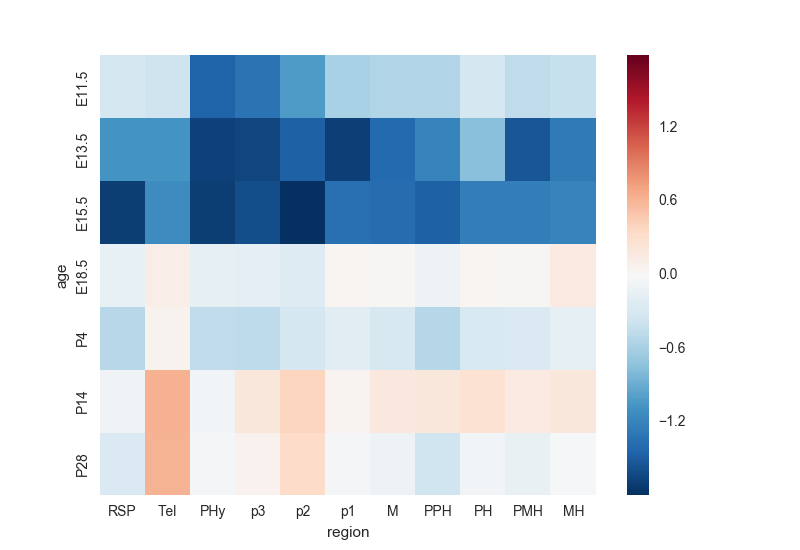 age
E11.5
E13.5
E15.5
E18.5
P4
P14
P28
RSP Tel PHy p3 p2 p1 M PPH PH PMH MH
region
1.2
0.6
0.0
−0.6
−1.2